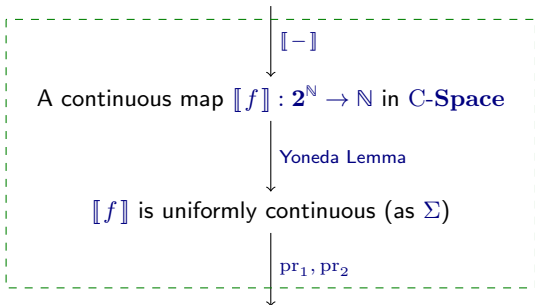 ⟦−⟧
A continuous map ⟦f⟧ : 𝟐^ℕ → ℕ in C-Space
Yoneda Lemma
⟦f⟧ is uniformly continuous (as Σ)
pr₁, pr₂